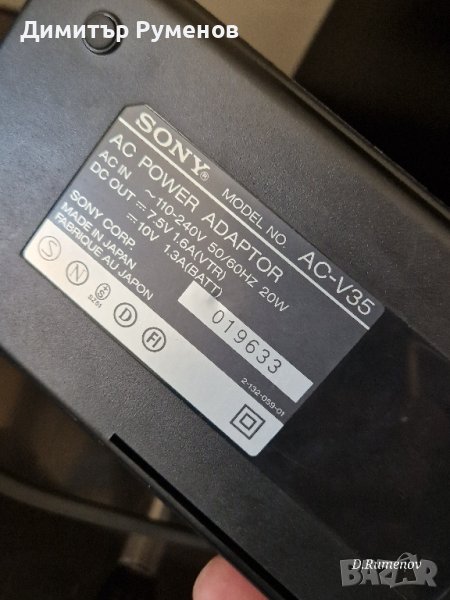 Димитър Руменов
SONY®
MODEL NO. AC-V35
AC POWER ADAPTOR
AC IN ~110-240V 50/60HZ 20W
DC OUT ⎓ 7.5V 1.6A(VTR)
⎓ 10V 1.3A(BATT)
SONY CORP.
MADE IN JAPAN
FABRIQUE AU JAPON
019633
S N D FI
2-132-059-01
D.Rumenov
BAZAR